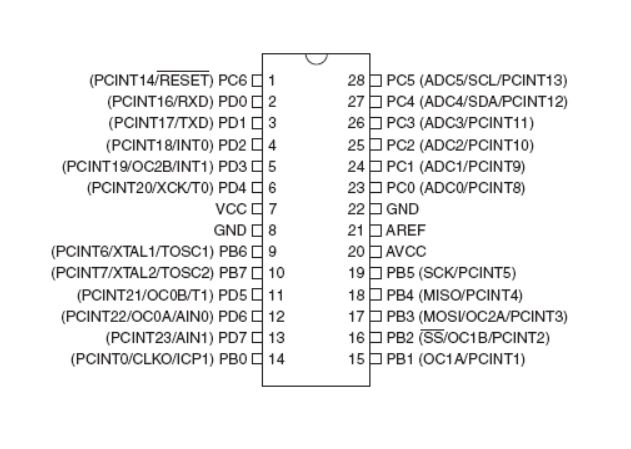 (PCINT14/RESET) PC6 1 28 PC5 (ADC5/SCL/PCINT13)
(PCINT16/RXD) PD0 2 27 PC4 (ADC4/SDA/PCINT12)
(PCINT17/TXD) PD1 3 26 PC3 (ADC3/PCINT11)
(PCINT18/INT0) PD2 4 25 PC2 (ADC2/PCINT10)
(PCINT19/OC2B/INT1) PD3 5 24 PC1 (ADC1/PCINT9)
(PCINT20/XCK/T0) PD4 6 23 PC0 (ADC0/PCINT8)
VCC 7 22 GND
GND 8 21 AREF
(PCINT6/XTAL1/TOSC1) PB6 9 20 AVCC
(PCINT7/XTAL2/TOSC2) PB7 10 19 PB5 (SCK/PCINT5)
(PCINT21/OC0B/T1) PD5 11 18 PB4 (MISO/PCINT4)
(PCINT22/OC0A/AIN0) PD6 12 17 PB3 (MOSI/OC2A/PCINT3)
(PCINT23/AIN1) PD7 13 16 PB2 (SS/OC1B/PCINT2)
(PCINT0/CLKO/ICP1) PB0 14 15 PB1 (OC1A/PCINT1)